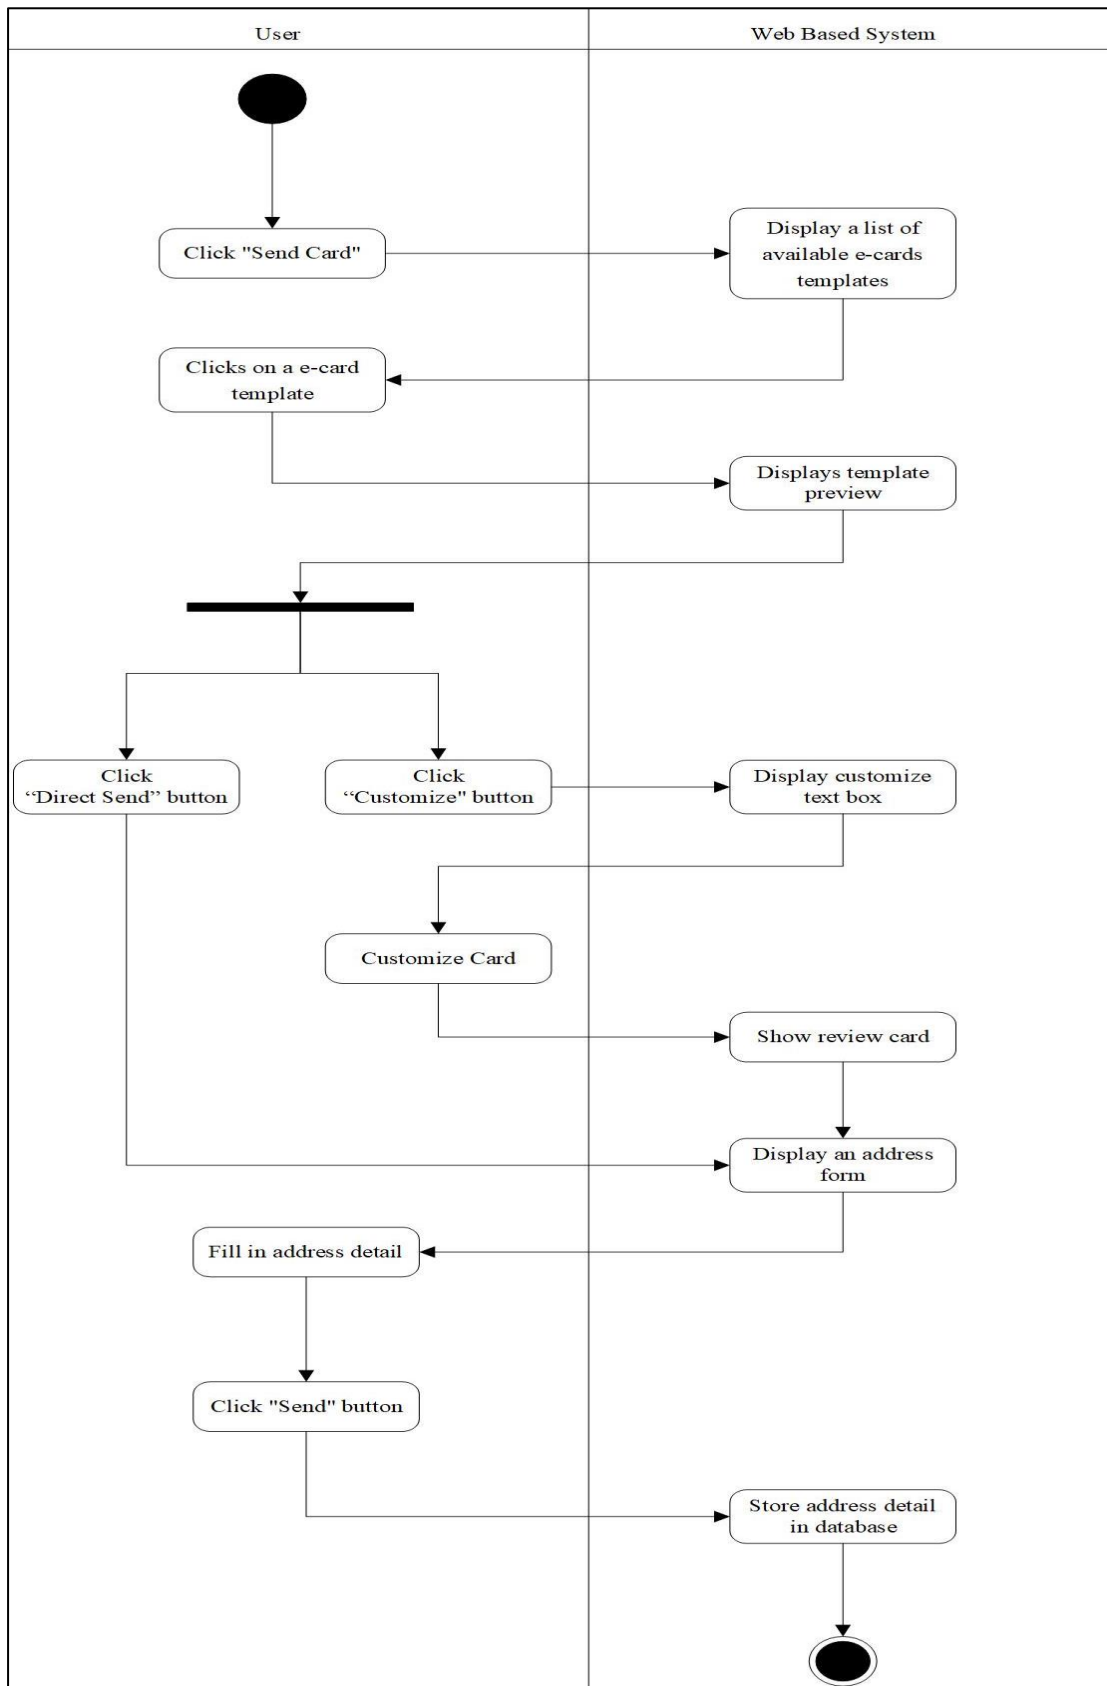 User
Web Based System
Click "Send Card"
Display a list of
available e-cards
templates
Clicks on a e-card
template
Displays template
preview
Click
“Direct Send” button
Click
“Customize" button
Display customize
text box
Customize Card
Show review card
Display an address
form
Fill in address detail
Click "Send" button
Store address detail
in database